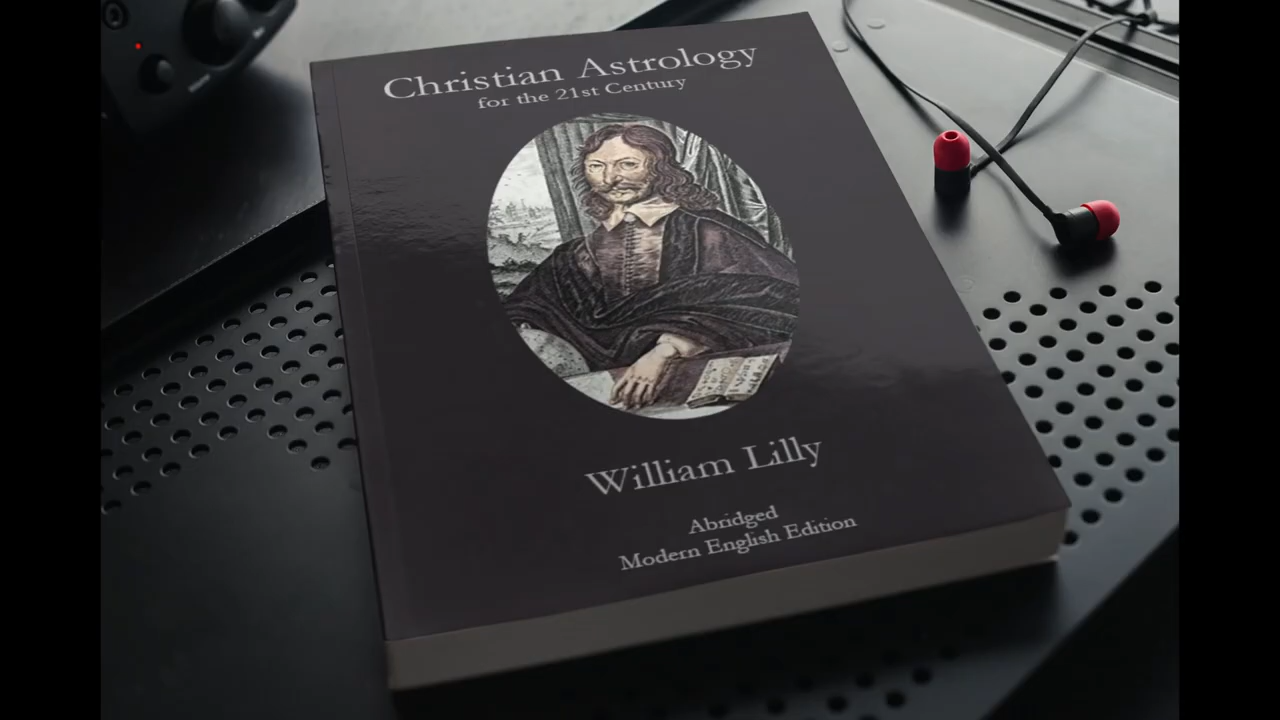 Christian Astrology
for the 21st Century
William Lilly
Abridged
Modern English Edition